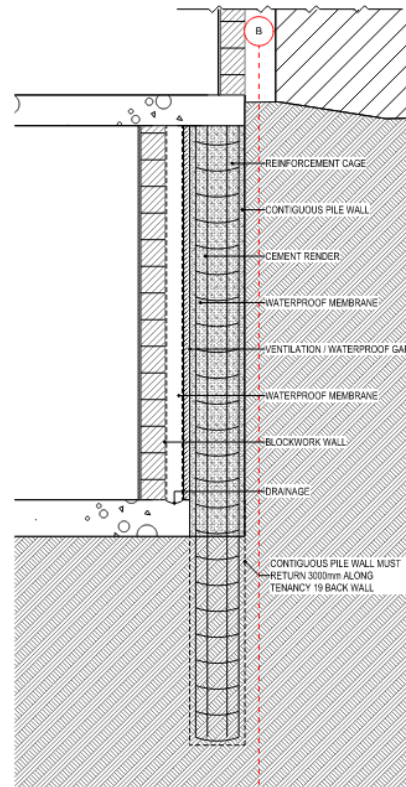 B
REINFORCEMENT CAGE
CONTIGUOUS PILE WALL
CEMENT RENDER
WATERPROOF MEMBRANE
VENTILATION / WATERPROOF GAP
WATERPROOF MEMBRANE
BLOCKWORK WALL
DRAINAGE
CONTIGUOUS PILE WALL MUST
RETURN 3000mm ALONG
TENANCY 19 BACK WALL